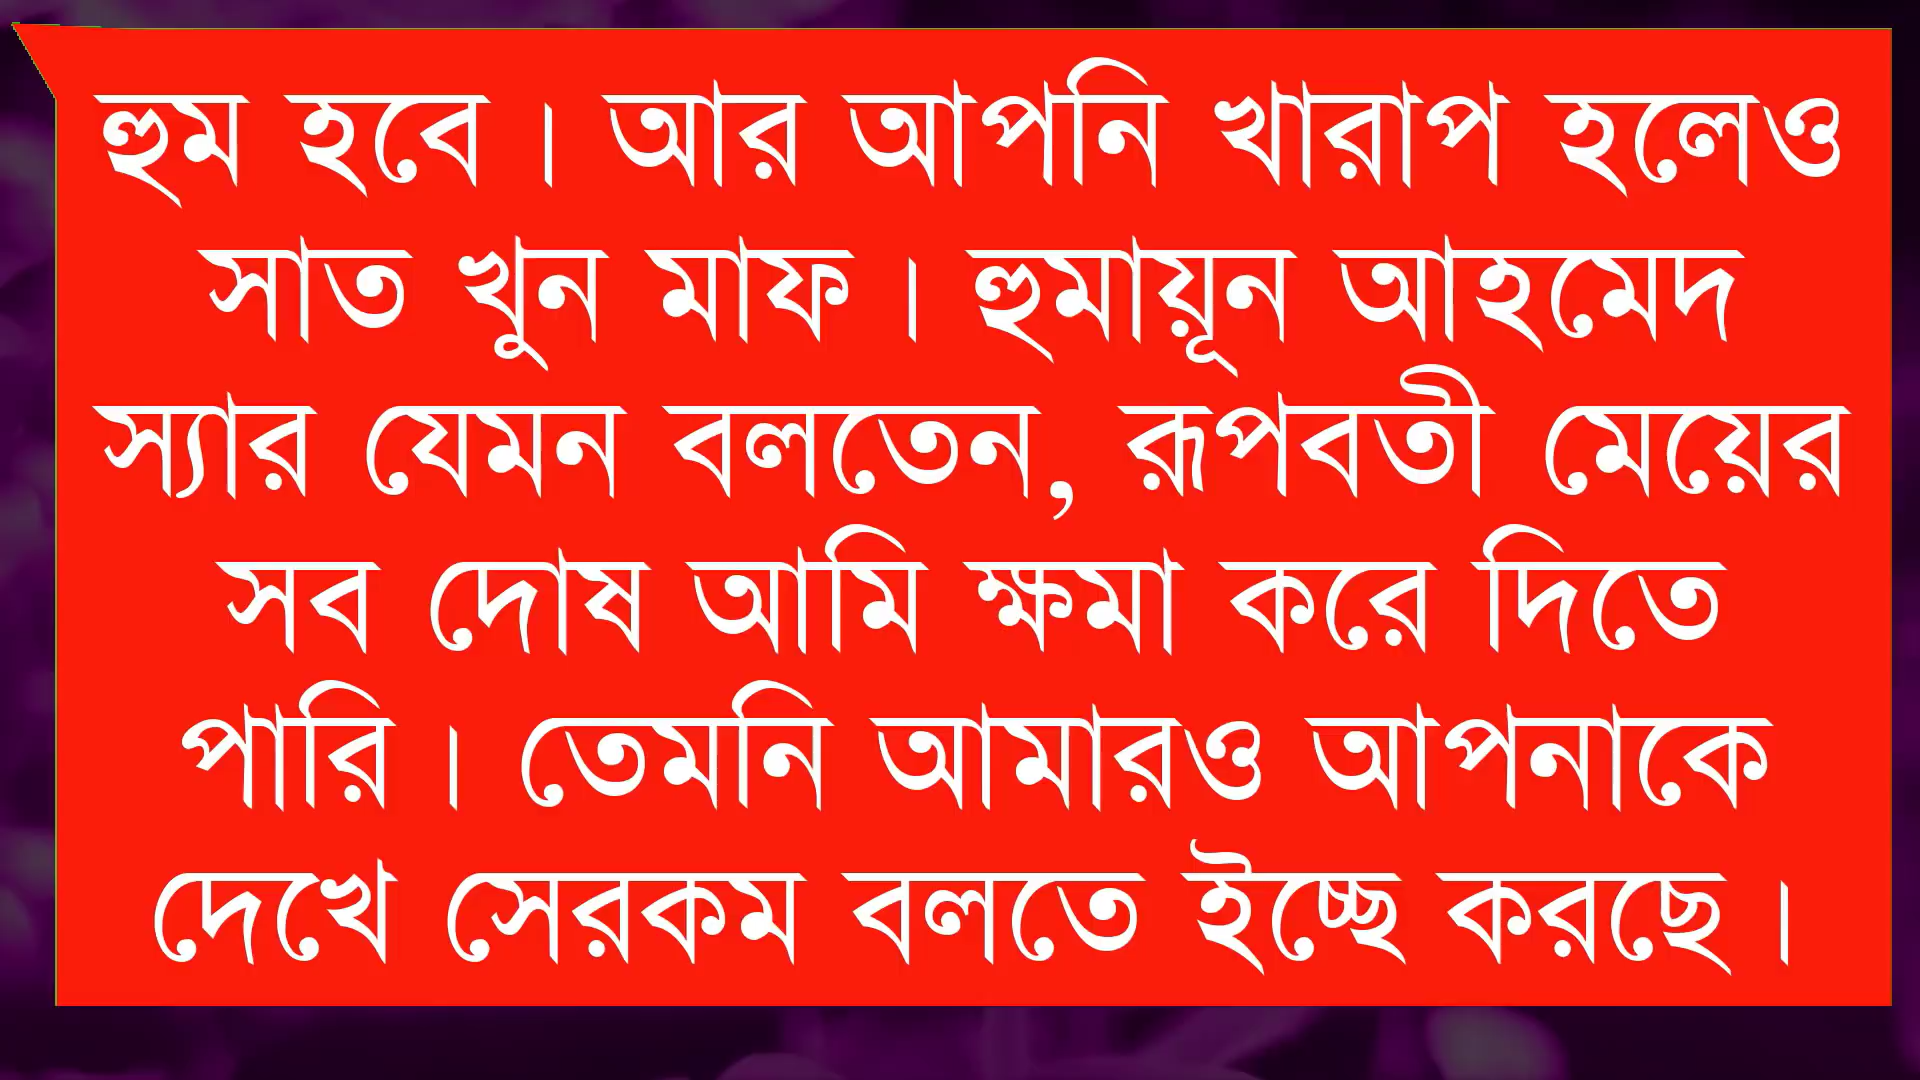 হুম হবে। আর আপনি খারাপ হলেও
সাত খুন মাফ। হুমায়ূন আহমেদ
স্যার যেমন বলতেন, রূপবতী মেয়ের
সব দোষ আমি ক্ষমা করে দিতে
পারি। তেমনি আমারও আপনাকে
দেখে সেরকম বলতে ইচ্ছে করছে।